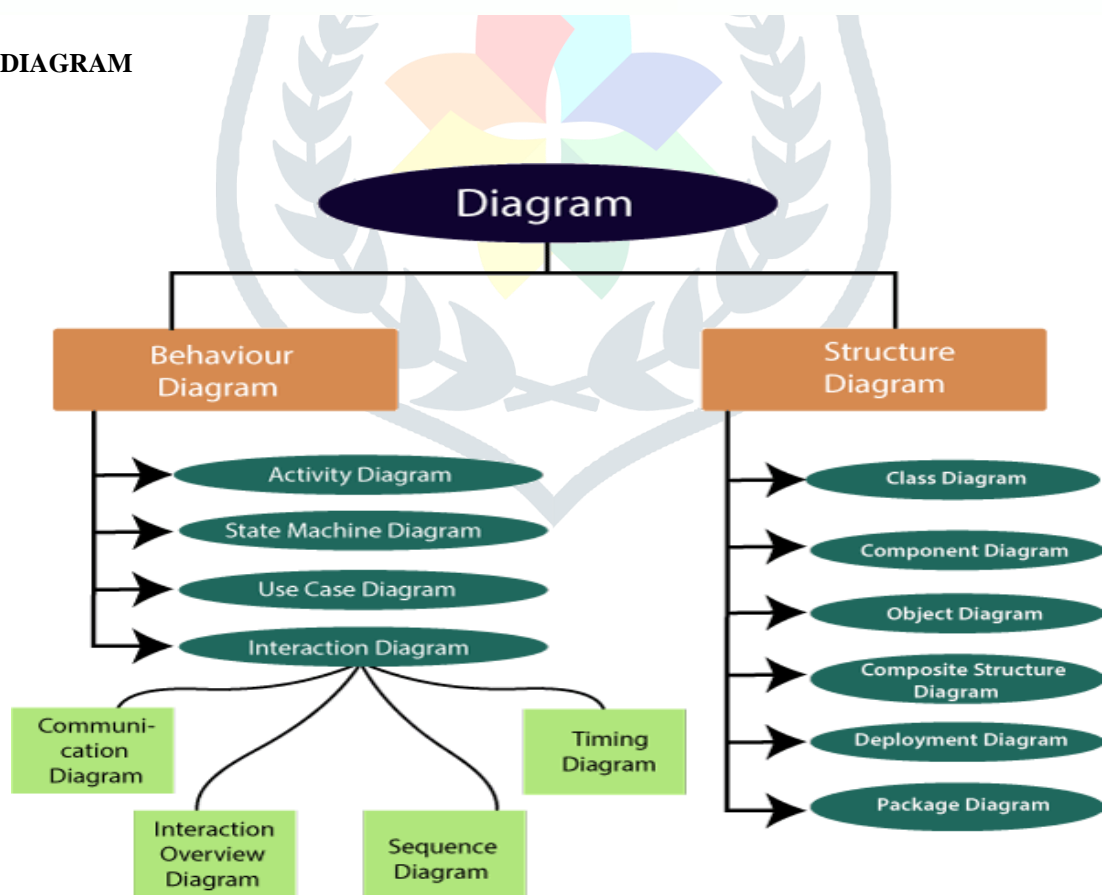 DIAGRAM
Diagram
Behaviour
Diagram
Activity Diagram
State Machine Diagram
Use Case Diagram
Interaction Diagram
Communi-
cation
Diagram
Interaction
Overview
Diagram
Sequence
Diagram
Timing
Diagram
Structure
Diagram
Class Diagram
Component Diagram
Object Diagram
Composite Structure
Diagram
Deployment Diagram
Package Diagram